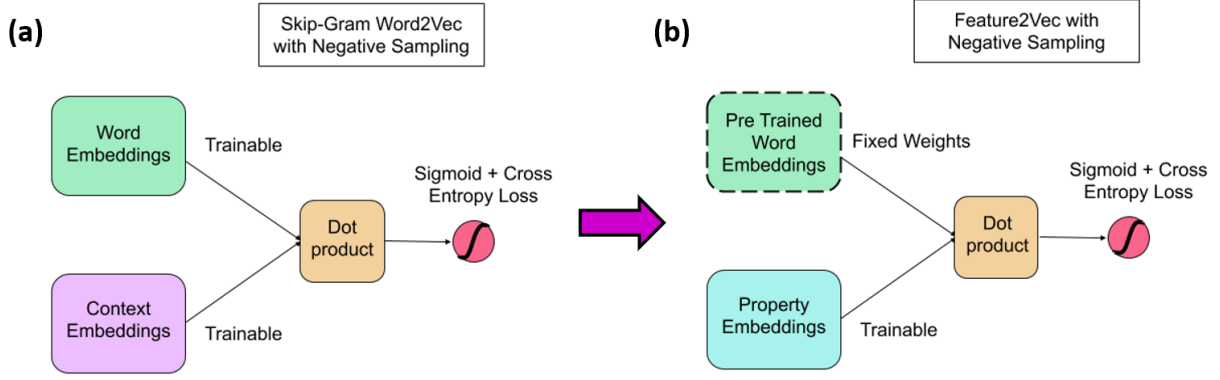 (a)
Skip-Gram Word2Vec
with Negative Sampling
Word
Embeddings
Trainable
Context
Embeddings
Trainable
Dot
product
Sigmoid + Cross
Entropy Loss
(b)
Feature2Vec with
Negative Sampling
Pre Trained
Word
Embeddings
Fixed Weights
Property
Embeddings
Trainable
Dot
product
Sigmoid + Cross
Entropy Loss